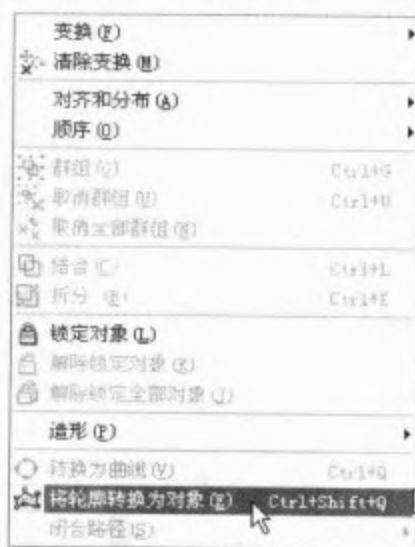 变换(F)
清除变换(M)
对齐和分布(A)
顺序(O)
群组(G) Ctrl+G
取消群组(U) Ctrl+U
取消全部群组(N)
结合(C) Ctrl+L
拆分(B) Ctrl+E
锁定对象(L)
解除锁定对象(K)
解除锁定全部对象(J)
造形(P)
转换为曲线(V) Ctrl+Q
将轮廓转换为对象(E) Ctrl+Shift+Q
闭合路径(S)